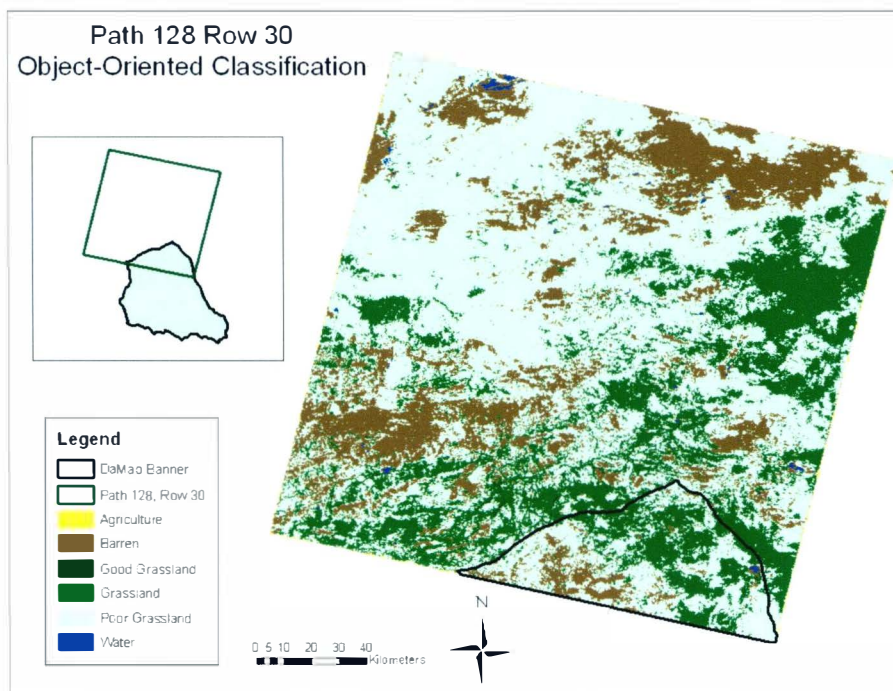 Path 128 Row 30
Object-Oriented Classification
Legend
DaMao Banner
Path 128, Row 30
Agriculture
Barren
Good Grassland
Grassland
Poor Grassland
Water
N
0 5 10 20 30 40
Kilometers